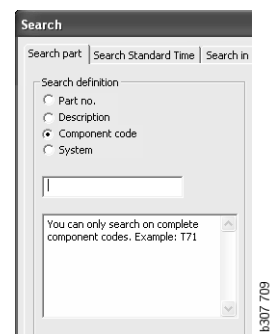 Search
Search part
Search Standard Time
Search in
Search definition
Part no.
Description
Component code
System
You can only search on complete
component codes. Example: T71
b307 709